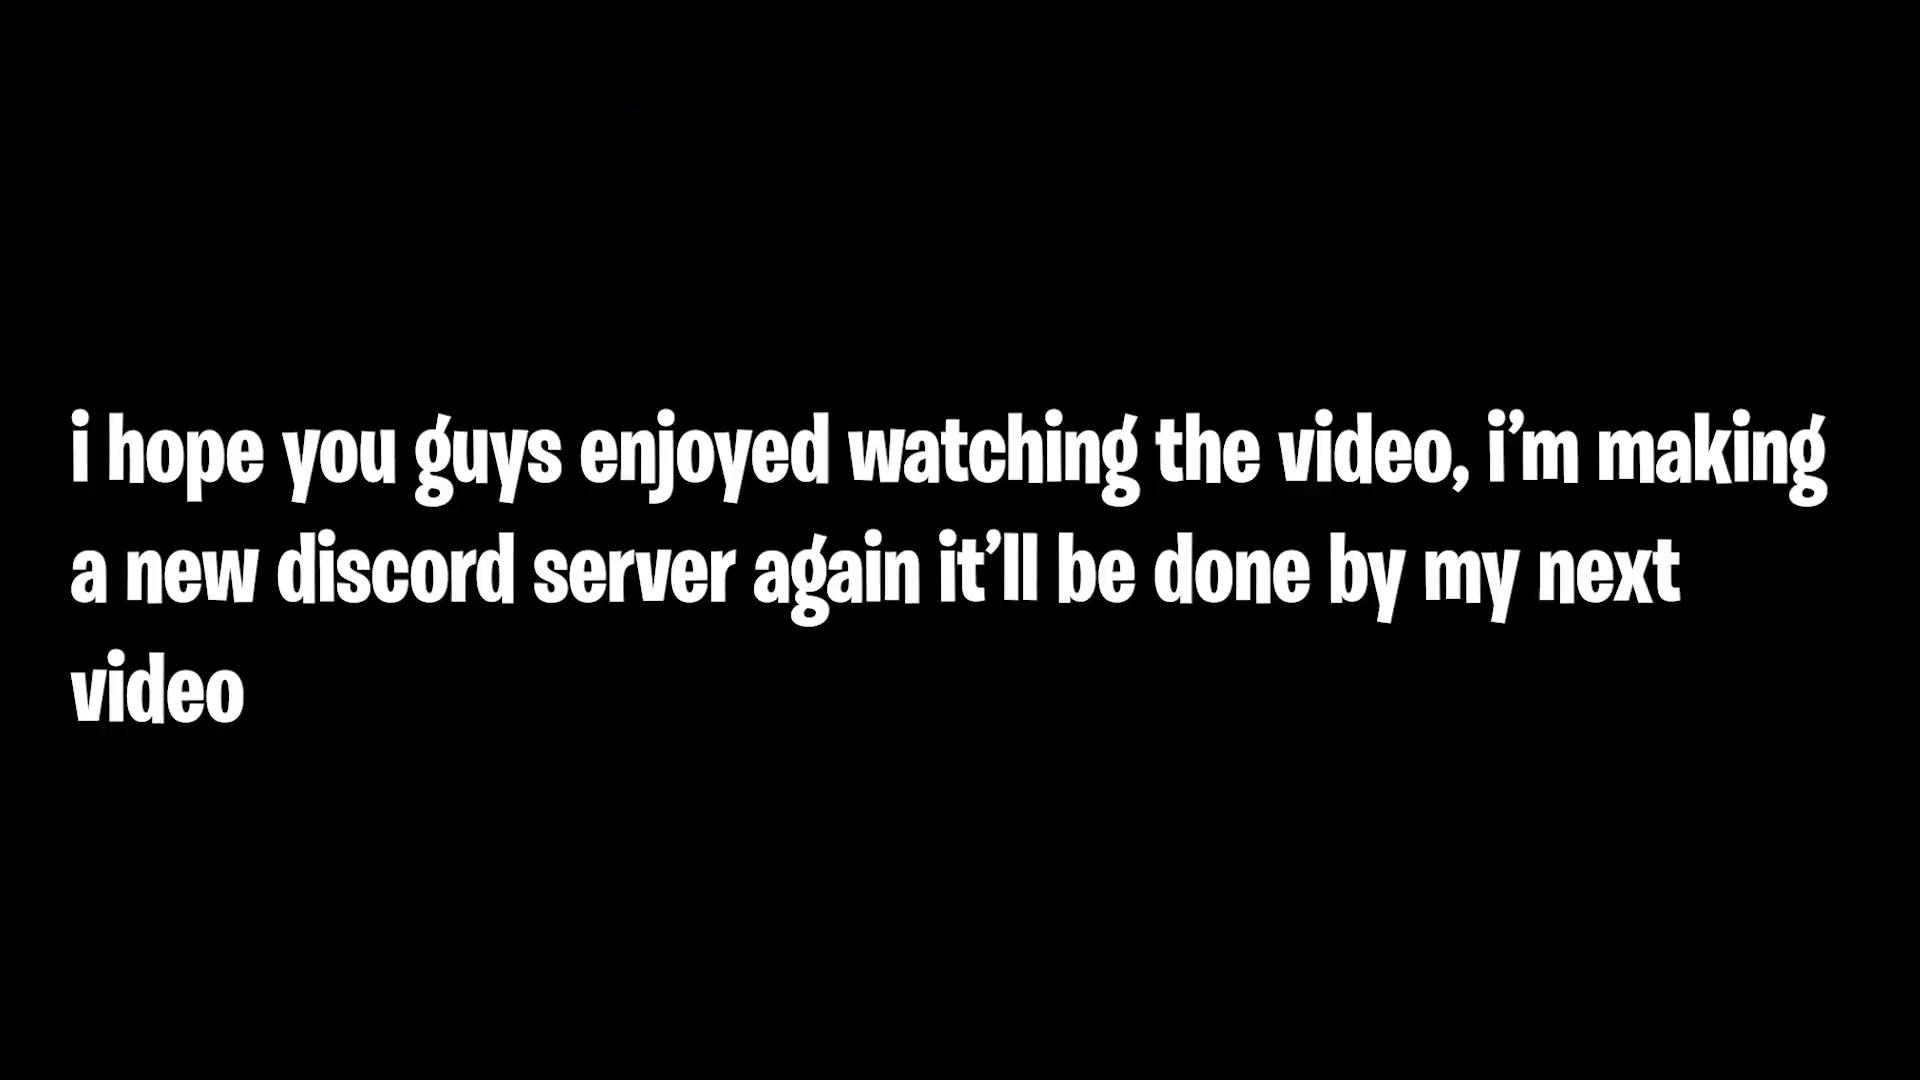 i hope you guys enjoyed watching the video, i’m making
a new discord server again it’ll be done by my next
video